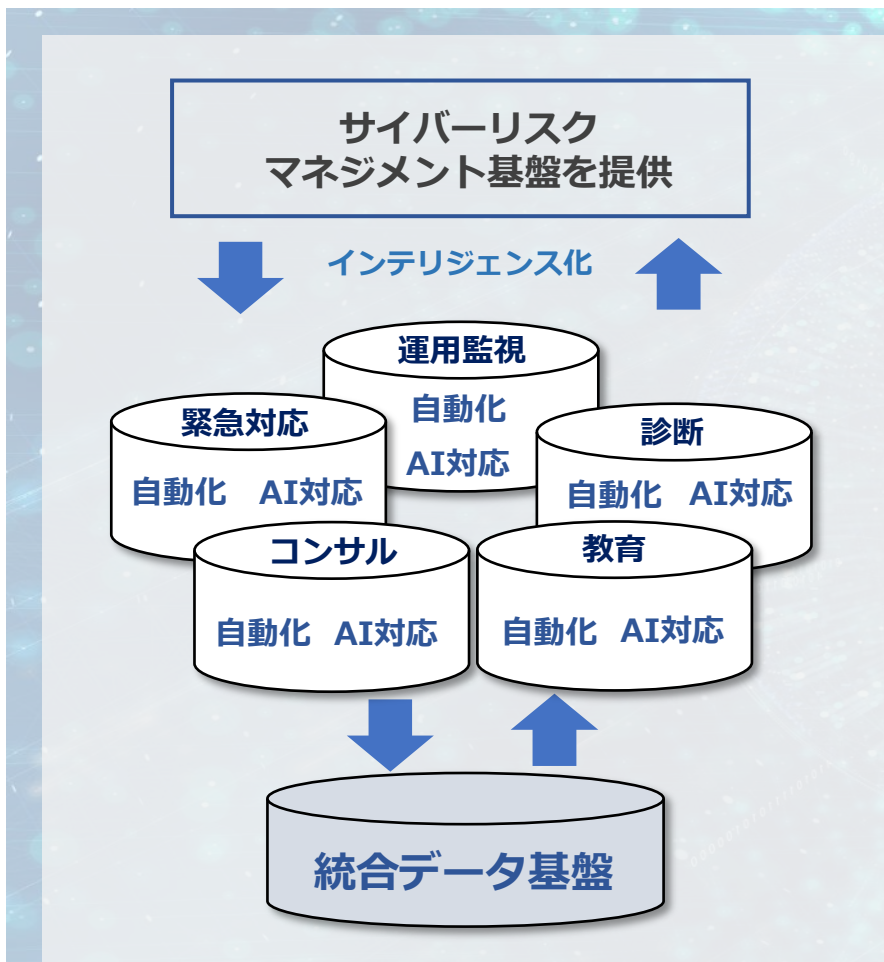 サイバーリスク
マネジメント基盤を提供
インテリジェンス化
運用監視
自動化
AI対応
緊急対応
自動化 AI対応
診断
自動化 AI対応
コンサル
自動化 AI対応
教育
自動化 AI対応
統合データ基盤